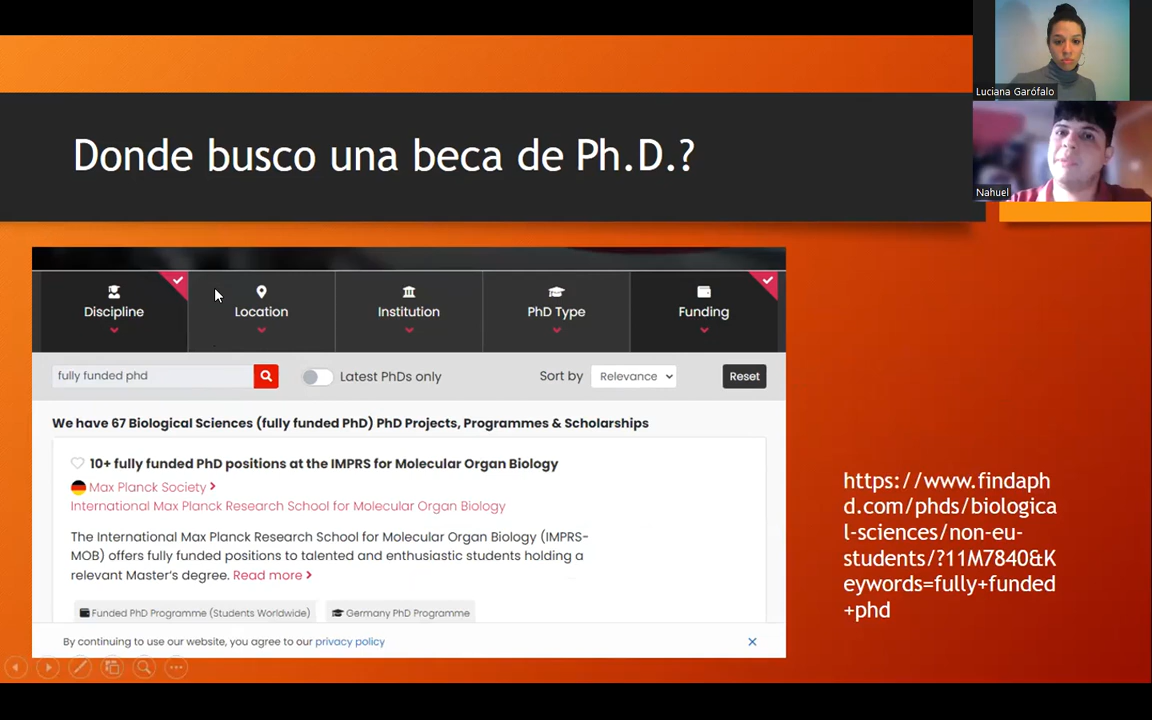 Donde busco una beca de Ph.D.?
Luciana Garófalo
Nahuel
Discipline
Location
Institution
PhD Type
Funding
fully funded phd
Latest PhDs only
Sort by
Relevance
Reset
We have 67 Biological Sciences (fully funded PhD) PhD Projects, Programmes & Scholarships
10+ fully funded PhD positions at the IMPRS for Molecular Organ Biology
Max Planck Society
International Max Planck Research School for Molecular Organ Biology
The International Max Planck Research School for Molecular Organ Biology (IMPRS-
MOB) offers fully funded positions to talented and enthusiastic students holding a
relevant Master's degree. Read more
Funded PhD Programme (Students Worldwide)
Germany PhD Programme
By continuing to use our website, you agree to our privacy policy
https://www.findaph
d.com/phds/biologica
l-sciences/non-eu-
students/?11M7840&K
eywords=fully+funded
+phd